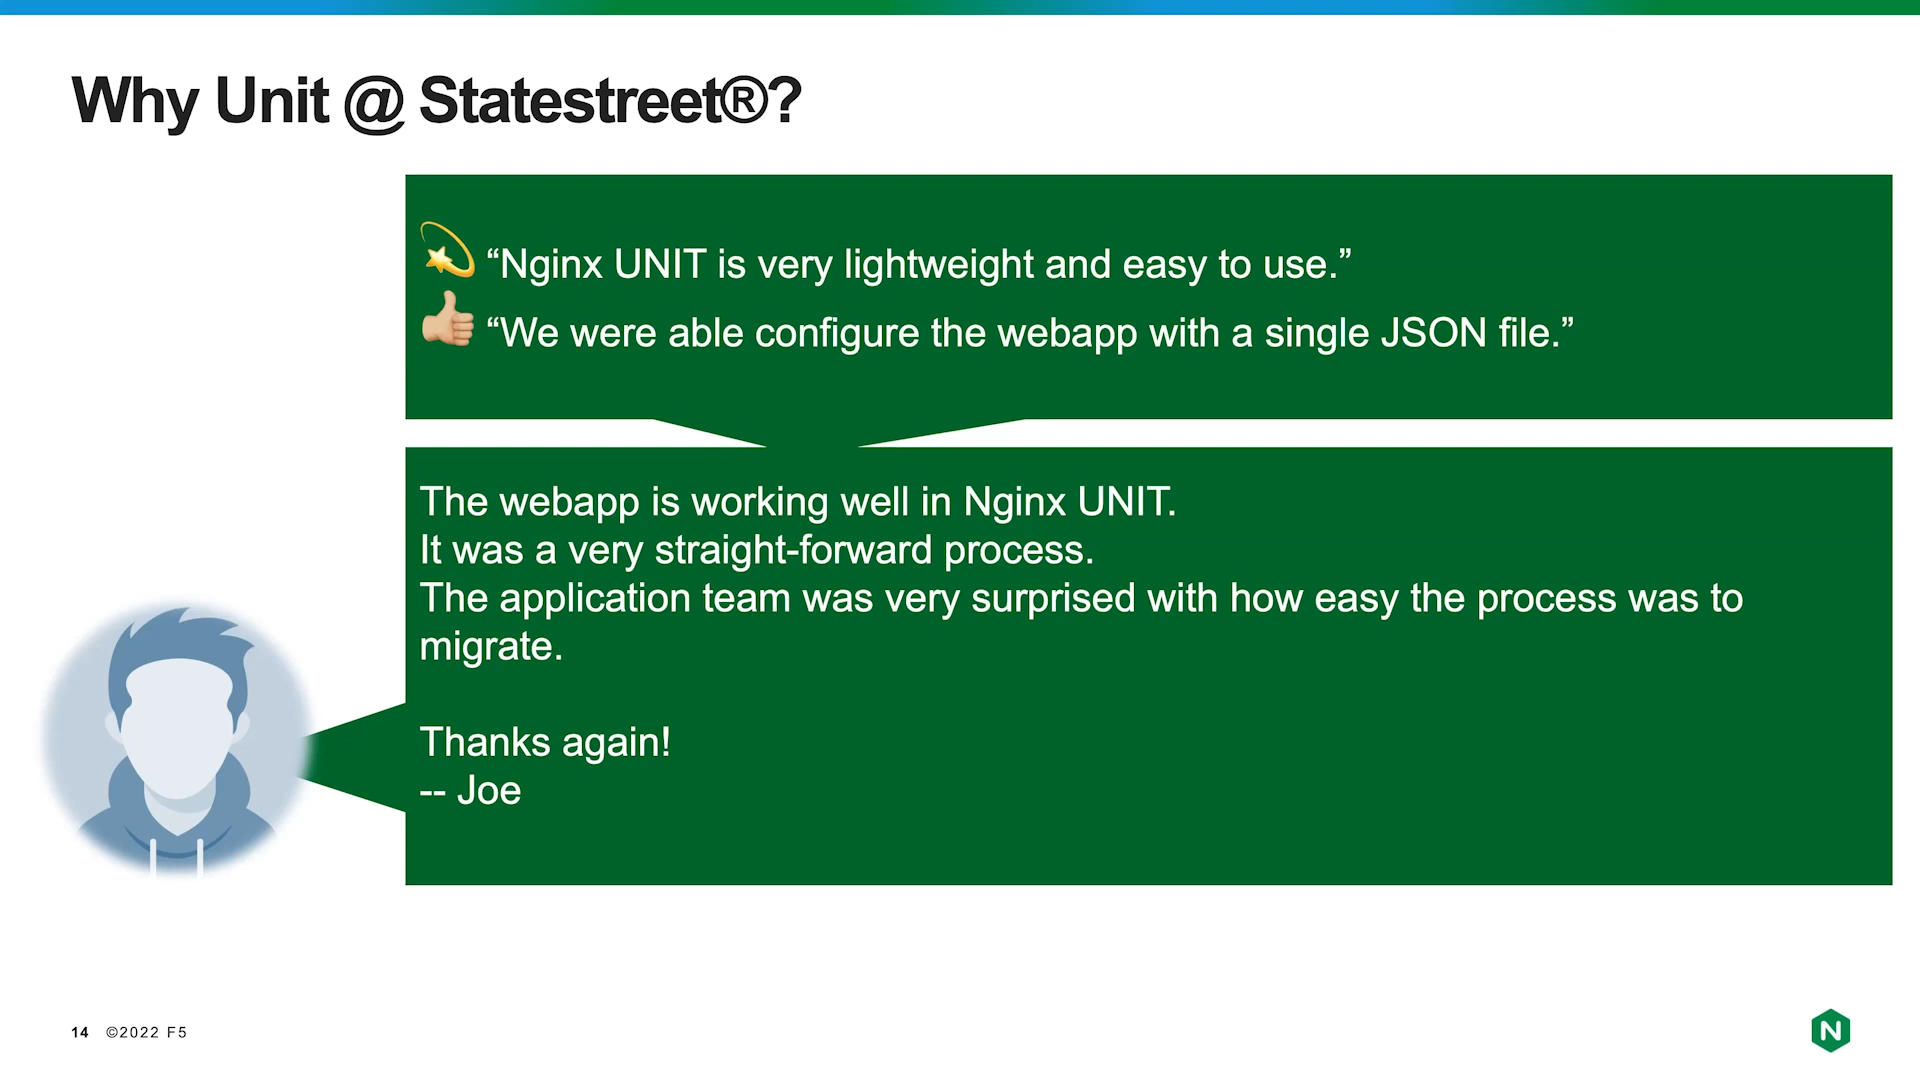 Why Unit @ Statestreet®?
“Nginx UNIT is very lightweight and easy to use.”
“We were able configure the webapp with a single JSON file.”
The webapp is working well in Nginx UNIT.
It was a very straight-forward process.
The application team was very surprised with how easy the process was to
migrate.
Thanks again!
-- Joe
14 ©2022 F5
N